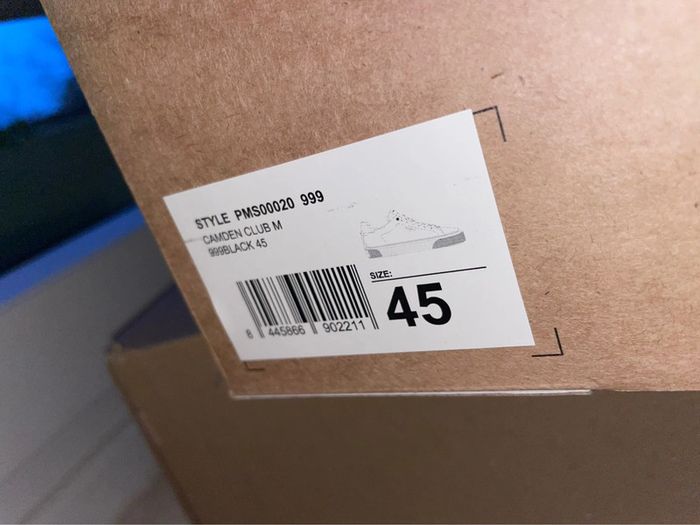 STYLE PMS00020 999
CAMDEN CLUB M
999BLACK 45
SIZE:
45
8 445866 902211